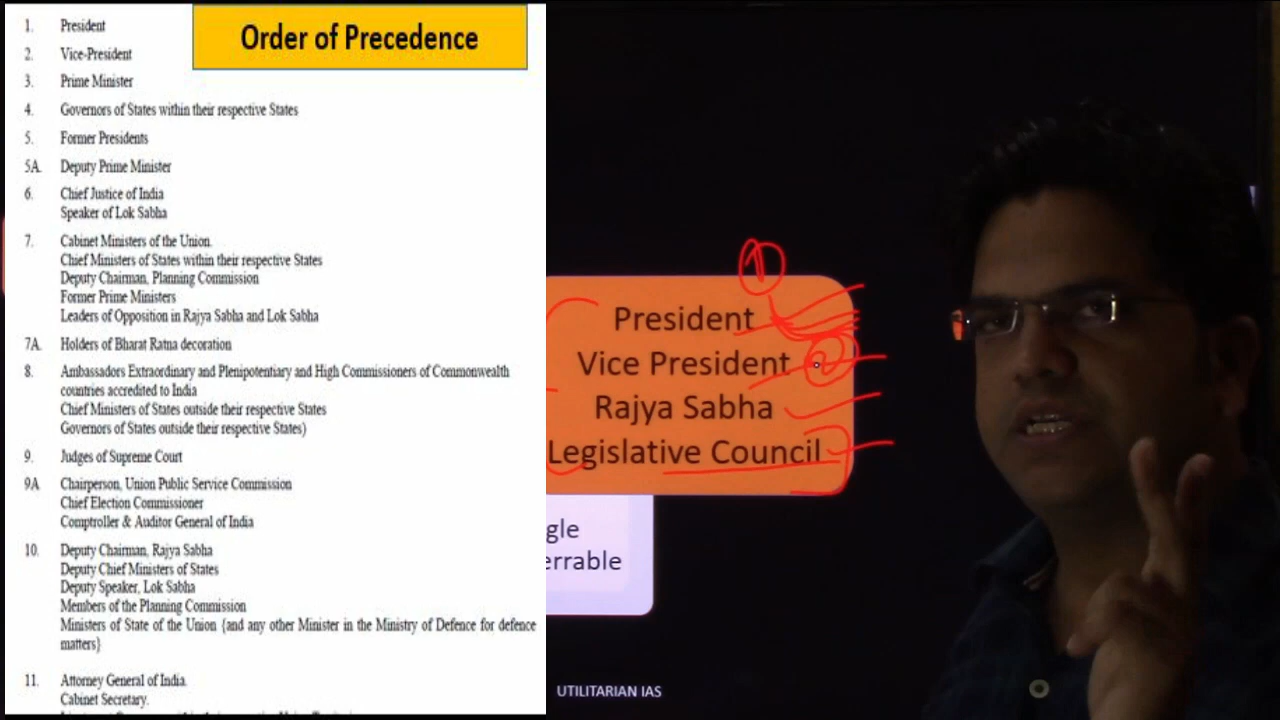 Order of Precedence
1. President
2. Vice-President
3. Prime Minister
4. Governors of States within their respective States
5. Former Presidents
5A. Deputy Prime Minister
6. Chief Justice of India
Speaker of Lok Sabha
7. Cabinet Ministers of the Union.
Chief Ministers of States within their respective States
Deputy Chairman, Planning Commission
Former Prime Ministers
Leaders of Opposition in Rajya Sabha and Lok Sabha
7A. Holders of Bharat Ratna decoration
8. Ambassadors Extraordinary and Plenipotentiary and High Commissioners of Commonwealth
countries accredited to India
Chief Ministers of States outside their respective States
Governors of States outside their respective States)
9. Judges of Supreme Court
9A Chairperson, Union Public Service Commission
Chief Election Commissioner
Comptroller & Auditor General of India
10. Deputy Chairman, Rajya Sabha
Deputy Chief Ministers of States
Deputy Speaker, Lok Sabha
Members of the Planning Commission
Ministers of State of the Union {and any other Minister in the Ministry of Defence for defence
matters}
11. Attorney General of India.
Cabinet Secretary.
1
President
Vice President 2
Rajya Sabha
Legislative Council
gle
errable
UTILITARIAN IAS